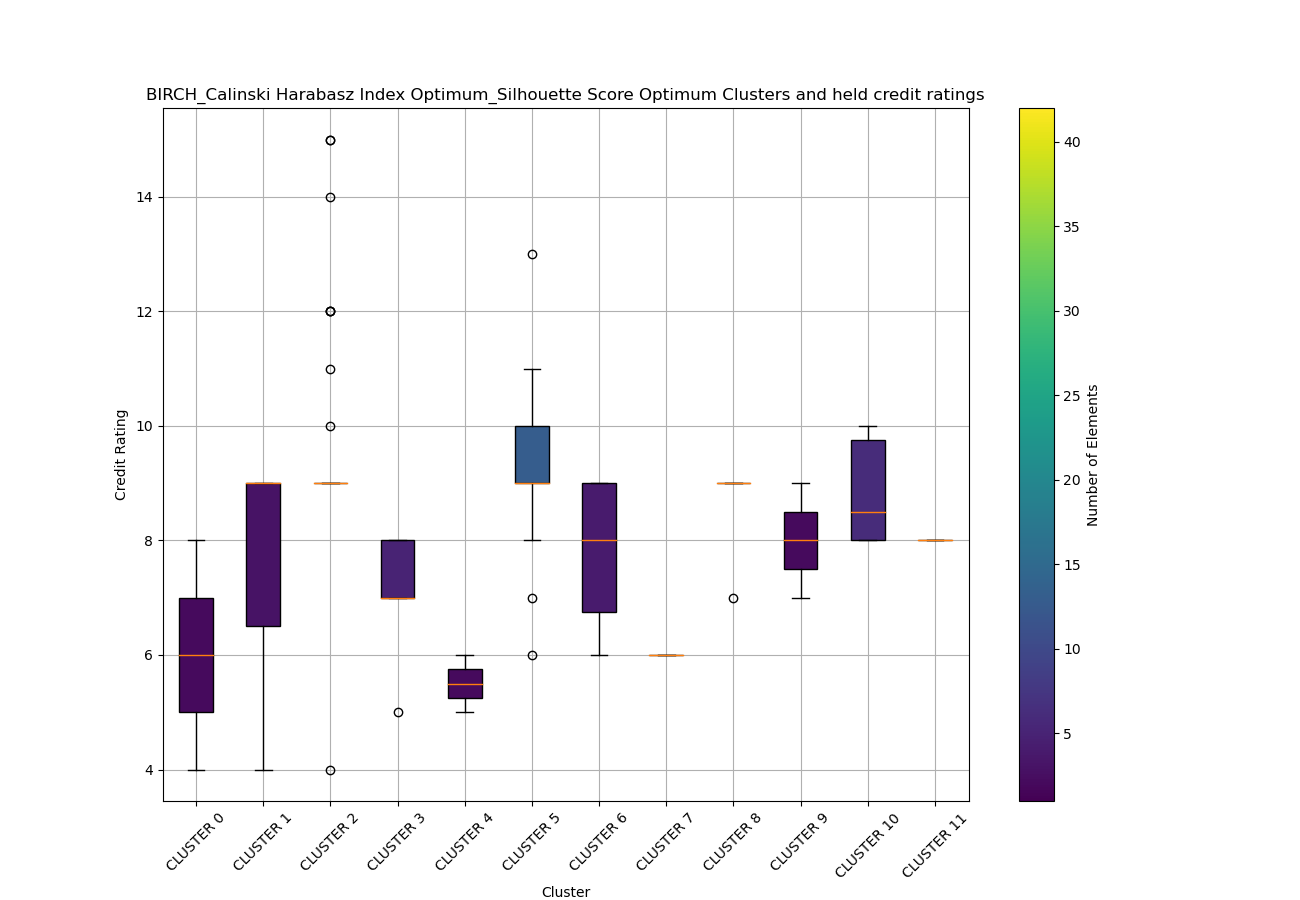 BIRCH_Calinski Harabasz Index Optimum_Silhouette Score Optimum Clusters and held credit ratings
14
12
10
8
6
4
Credit Rating
CLUSTER 0
CLUSTER 1
CLUSTER 2
CLUSTER 3
CLUSTER 4
CLUSTER 5
CLUSTER 6
CLUSTER 7
CLUSTER 8
CLUSTER 9
CLUSTER 10
CLUSTER 11
Cluster
40
35
30
25
20
15
10
5
Number of Elements